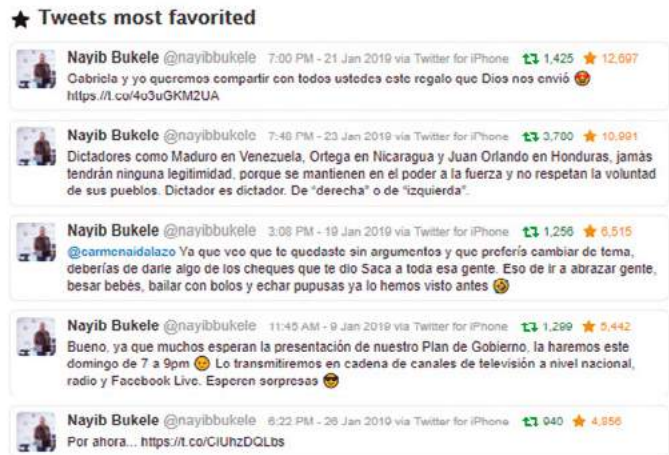 Tweets most favorited
Nayib Bukele @nayibbukele 7:00 PM - 21 Jan 2019 via Twitter for iPhone 1,425 12,697
Gabriela y yo queremos compartir con todos ustedes este regalo que Dios nos envió 😍
https://t.co/4o3uGKM2UA
Nayib Bukele @nayibbukele 7:48 PM - 23 Jan 2019 via Twitter for iPhone 3,780 10,991
Dictadores como Maduro en Venezuela, Ortega en Nicaragua y Juan Orlando en Honduras, jamás
tendrán ninguna legitimidad, porque se mantienen en el poder a la fuerza y no respetan la voluntad
de sus pueblos. Dictador es dictador. De "derecha" o de "izquierda".
Nayib Bukele @nayibbukele 3:08 PM - 19 Jan 2019 via Twitter for iPhone 1,256 6,515
@carmenaidalazo Ya que veo que te quedaste sin argumentos y que preferís cambiar de tema,
deberías de darle algo de los cheques que te dio Saca a toda esa gente. Eso de ir a abrazar gente,
besar bebés, bailar con bolos y echar pupusas ya lo hemos visto antes 🤣
Nayib Bukele @nayibbukele 11:45 AM - 9 Jan 2019 via Twitter for iPhone 1,299 5,442
Bueno, ya que muchos esperan la presentación de nuestro Plan de Gobierno, la haremos este
domingo de 7 a 9pm 😉 Lo transmitiremos en cadena de canales de televisión a nivel nacional,
radio y Facebook Live. Esperen sorpresas 😎
Nayib Bukele @nayibbukele 6:22 PM - 26 Jan 2019 via Twitter for iPhone 940 4,956
Por ahora... https://t.co/CIUhzDQLbs